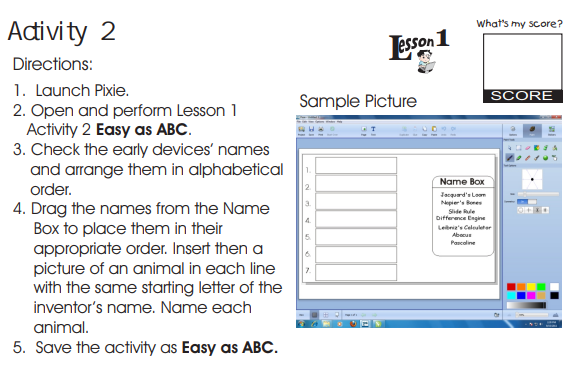 Activity 2
Lesson 1
What's my score?
SCORE
Directions:
1. Launch Pixie.
2. Open and perform Lesson 1
Activity 2 Easy as ABC.
3. Check the early devices' names
and arrange them in alphabetical
order.
4. Drag the names from the Name
Box to place them in their
appropriate order. Insert then a
picture of an animal in each line
with the same starting letter of the
inventor's name. Name each
animal.
5. Save the activity as Easy as ABC.
Sample Picture
1.
2.
3.
4.
5.
6.
7.
Name Box
Jacquard's Loom
Napier's Bones
Slide Rule
Difference Engine
Leibniz's Calculator
Abacus
Pascaline